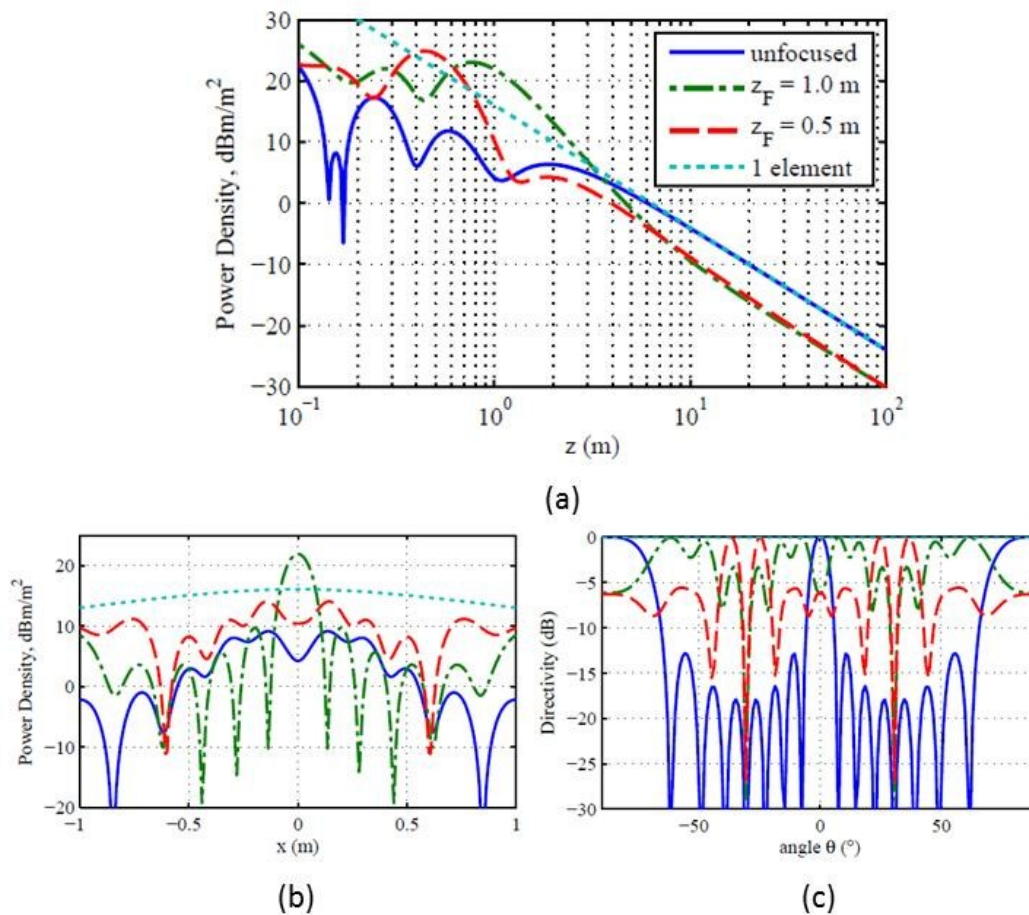 30
20
10
0
−10
−20
−30
Power Density, dBm/m²
unfocused
z_F = 1.0 m
z_F = 0.5 m
1 element
10⁻¹ 10⁰ 10¹ 10²
z (m)
(a)
20
10
0
−10
−20
Power Density, dBm/m²
−1 −0.5 0 0.5 1
x (m)
(b)
0
−5
−10
−15
−20
−25
−30
Directivity (dB)
−50 0 50
angle θ (°)
(c)